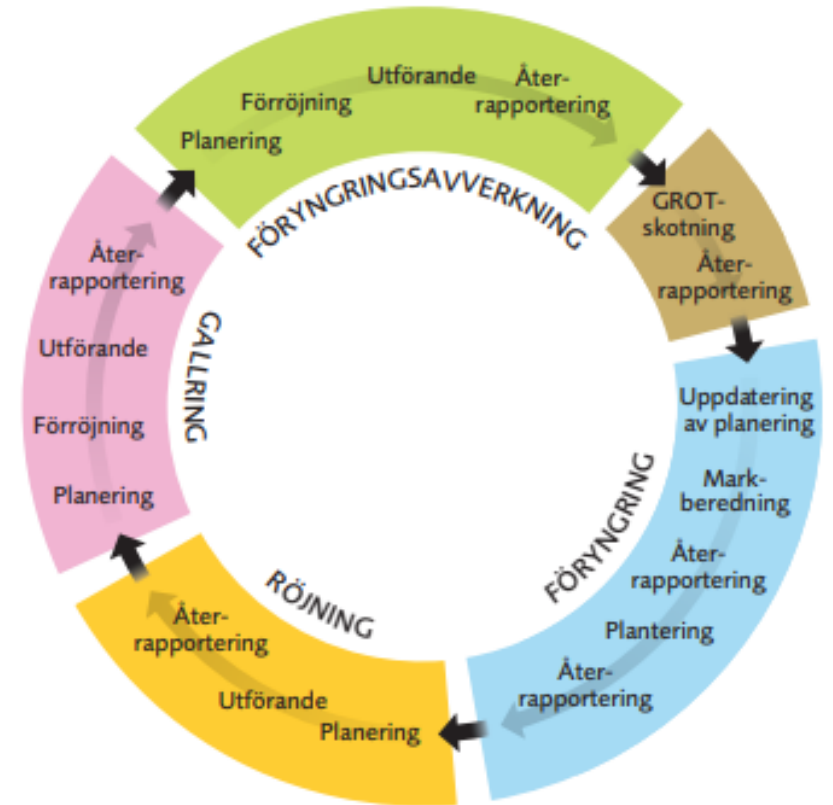 FÖRYNGRINGSAVVERKNING
Planering
Förröjning
Utförande
Åter-
rapportering
GROT-
skotning
Åter-
rapportering
FÖRYNGRING
Uppdatering
av planering
Mark-
beredning
Åter-
rapportering
Plantering
Åter-
rapportering
RÖJNING
Planering
Utförande
Åter-
rapportering
GALLRING
Planering
Förröjning
Utförande
Åter-
rapportering